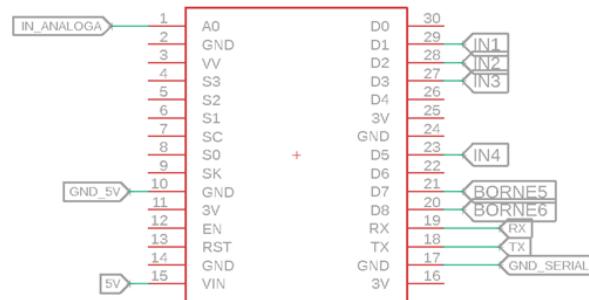 IN_ANALOGA 1 A0 D0 30
2 GND D1 29 IN1
3 VV D2 28 IN2
4 S3 D3 27 IN3
5 S2 D4 26
6 S1 3V 25
7 SC GND 24
8 S0 D5 23 IN4
9 SK D6 22
GND_5V 10 GND D7 21 BORNE5
11 3V D8 20 BORNE6
12 EN RX 19 RX
13 RST TX 18 TX
14 GND GND 17 GND_SERIAL
5V 15 VIN 3V 16